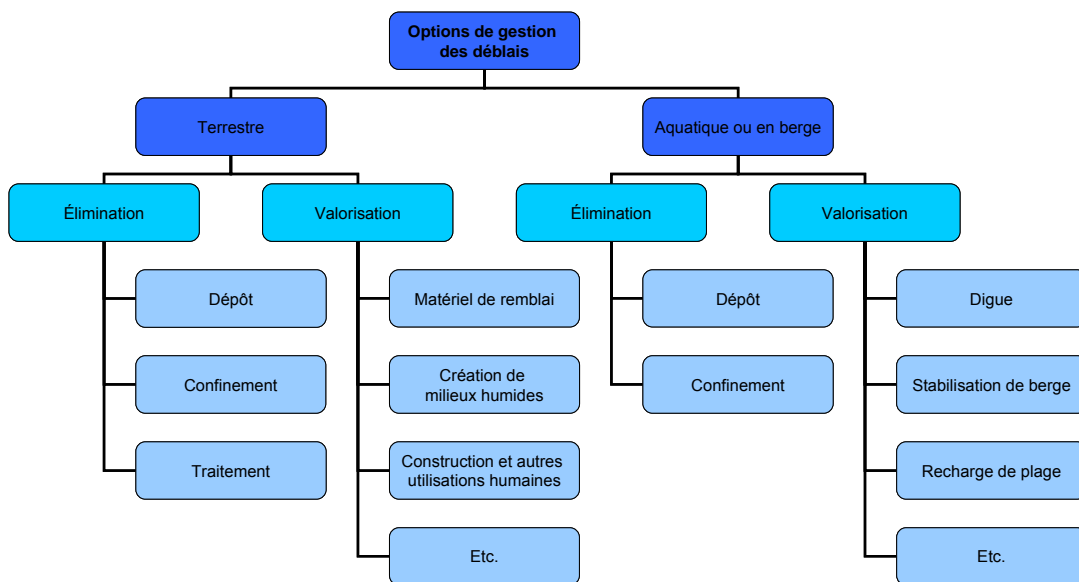 Options de gestion
des déblais
Terrestre
Aquatique ou en berge
Élimination
Valorisation
Élimination
Valorisation
Dépôt
Matériel de remblai
Dépôt
Digue
Confinement
Création de
milieux humides
Confinement
Stabilisation de berge
Traitement
Construction et autres
utilisations humaines
Recharge de plage
Etc.
Etc.